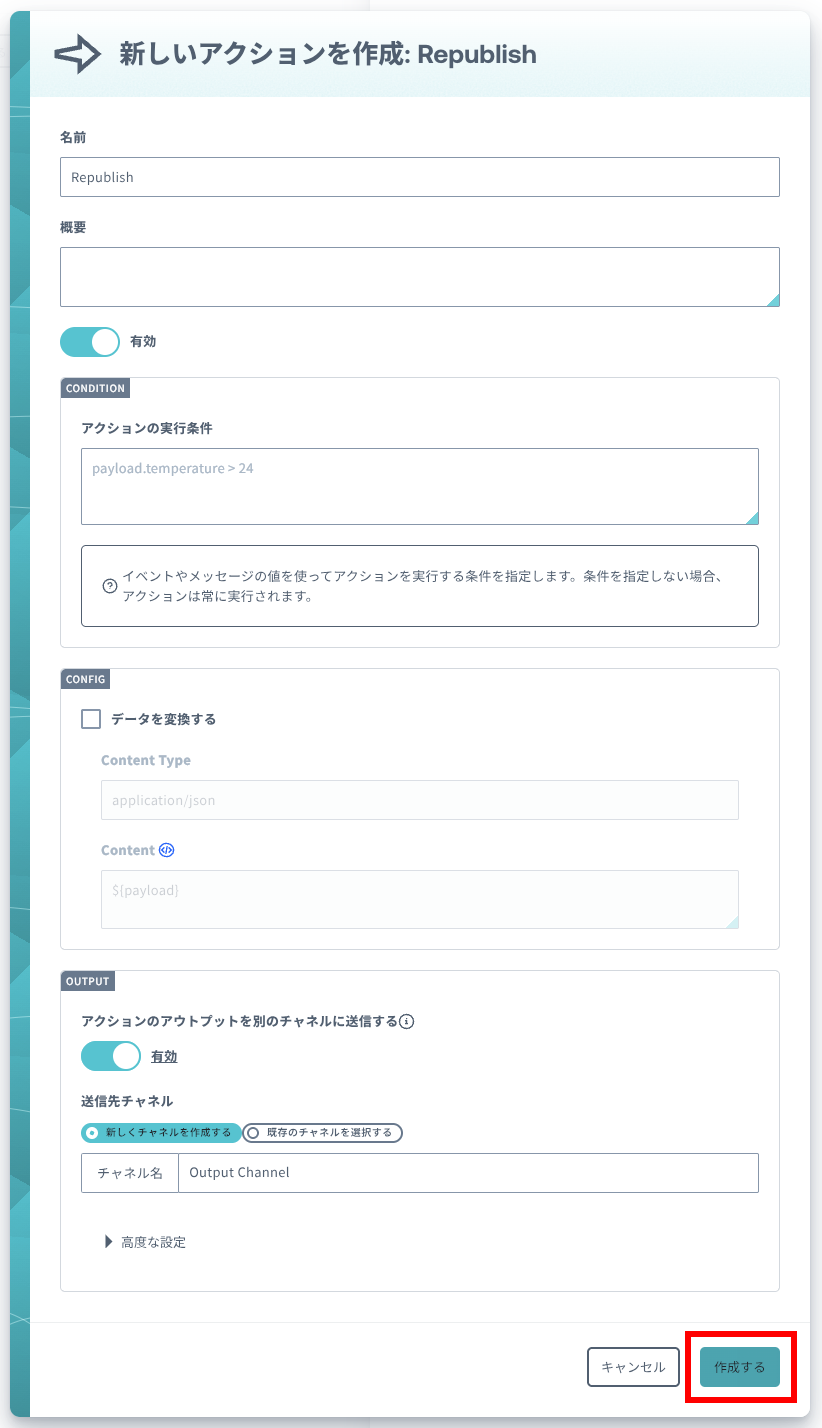 新しいアクションを作成: Republish
名前
Republish
概要
有効
CONDITION
アクションの実行条件
payload.temperature > 24
イベントやメッセージの値を使ってアクションを実行する条件を指定します。条件を指定しない場合、
アクションは常に実行されます。
CONFIG
データを変換する
Content Type
application/json
Content
${payload}
OUTPUT
アクションのアウトプットを別のチャネルに送信する
有効
送信先チャネル
新しくチャネルを作成する 既存のチャネルを選択する
チャネル名 Output Channel
高度な設定
キャンセル 作成する